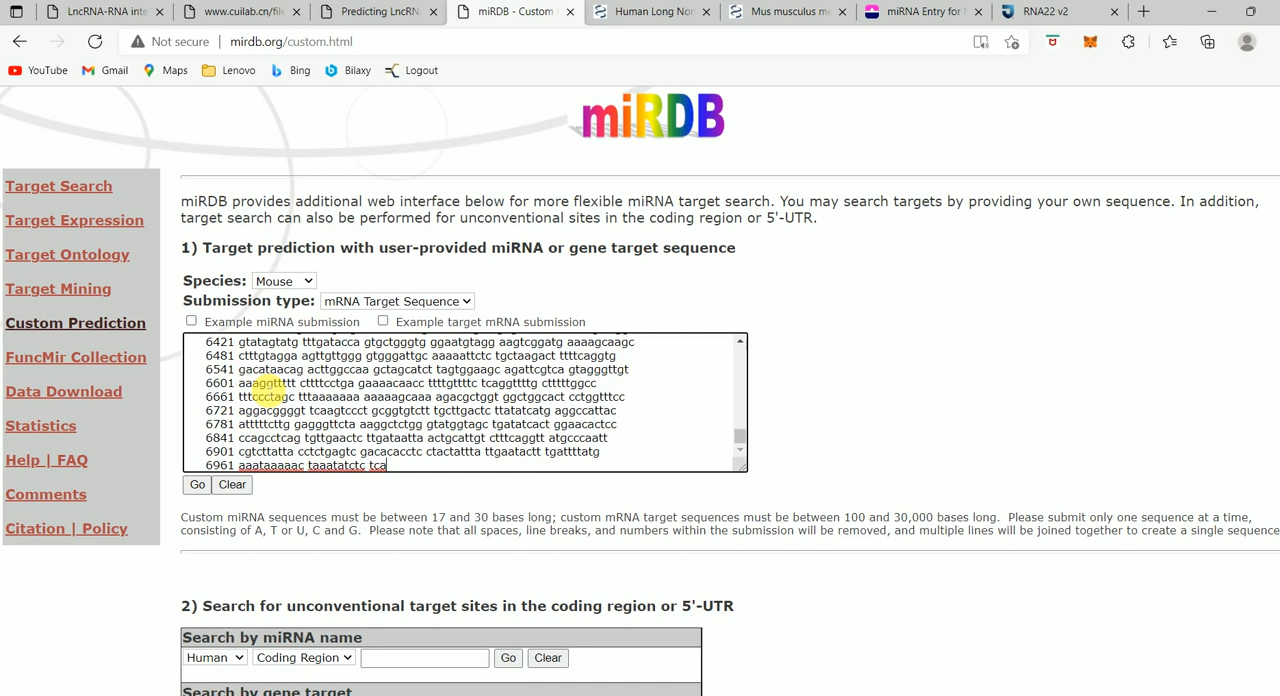 LncRNA-RNA inte
www.cuilab.cn/file
Predicting LncRN
miRDB - Custom
Human Long Non
Mus musculus m
miRNA Entry for
RNA22 v2
Not secure | mirdb.org/custom.html
YouTube Gmail Maps Lenovo Bing Bilaxy Logout
miRDB
Target Search
Target Expression
Target Ontology
Target Mining
Custom Prediction
FuncMir Collection
Data Download
Statistics
Help | FAQ
Comments
Citation | Policy
miRDB provides additional web interface below for more flexible miRNA target search. You may search targets by providing your own sequence. In addition,
target search can also be performed for unconventional sites in the coding region or 5'-UTR.
1) Target prediction with user-provided miRNA or gene target sequence
Species: Mouse
Submission type: mRNA Target Sequence
Example miRNA submission Example target mRNA submission
6421 gtatagtatg tttgatacca gtgctgggtg ggaatgtagg aagtcggatg aaaagcaagc
6481 ctttgtagga agttgttggg gtgggattgc aaaaattctc tgctaagact ttttcaggtg
6541 gacataacag acttggccaa gctagcatct tagtggaagc agattcgtca gtagggttgt
6601 aaaggttttt cttttcctga gaaaacaacc ttttgttttc tcaggttttg ctttttggcc
6661 tttccctagc tttaaaaaaa aaaaagcaaa agacgctggt ggctggcact cctggtttcc
6721 aggacggggt tcaagtccct gcggtgtctt tgcttgactc ttatatcatg aggccattac
6781 atttttcttg gagggttcta aaggctctgg gtatggtagc tgatatcact ggaacactcc
6841 ccagcctcag tgttgaactc ttgataatta actgcattgt ctttcaggtt atgcccaatt
6901 cgtcttatta cctctgagtc gacacacctc ctactattta ttgaatactt tgattttatg
6961 aaataaaaac taaatatctc tca
Go Clear
Custom miRNA sequences must be between 17 and 30 bases long; custom mRNA target sequences must be between 100 and 30,000 bases long. Please submit only one sequence at a time,
consisting of A, T or U, C and G. Please note that all spaces, line breaks, and numbers within the submission will be removed, and multiple lines will be joined together to create a single sequence
2) Search for unconventional target sites in the coding region or 5'-UTR
Search by miRNA name
Human Coding Region Go Clear
Search by gene target